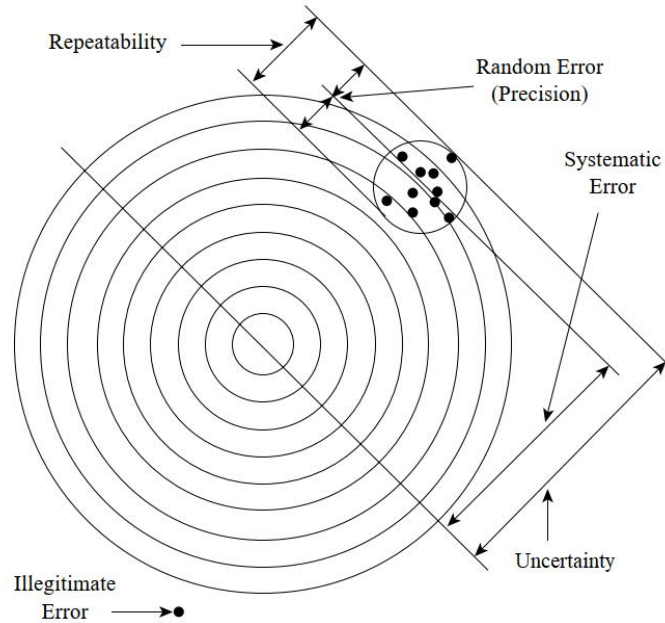 Repeatability
Random Error
(Precision)
Systematic
Error
Uncertainty
Illegitimate
Error